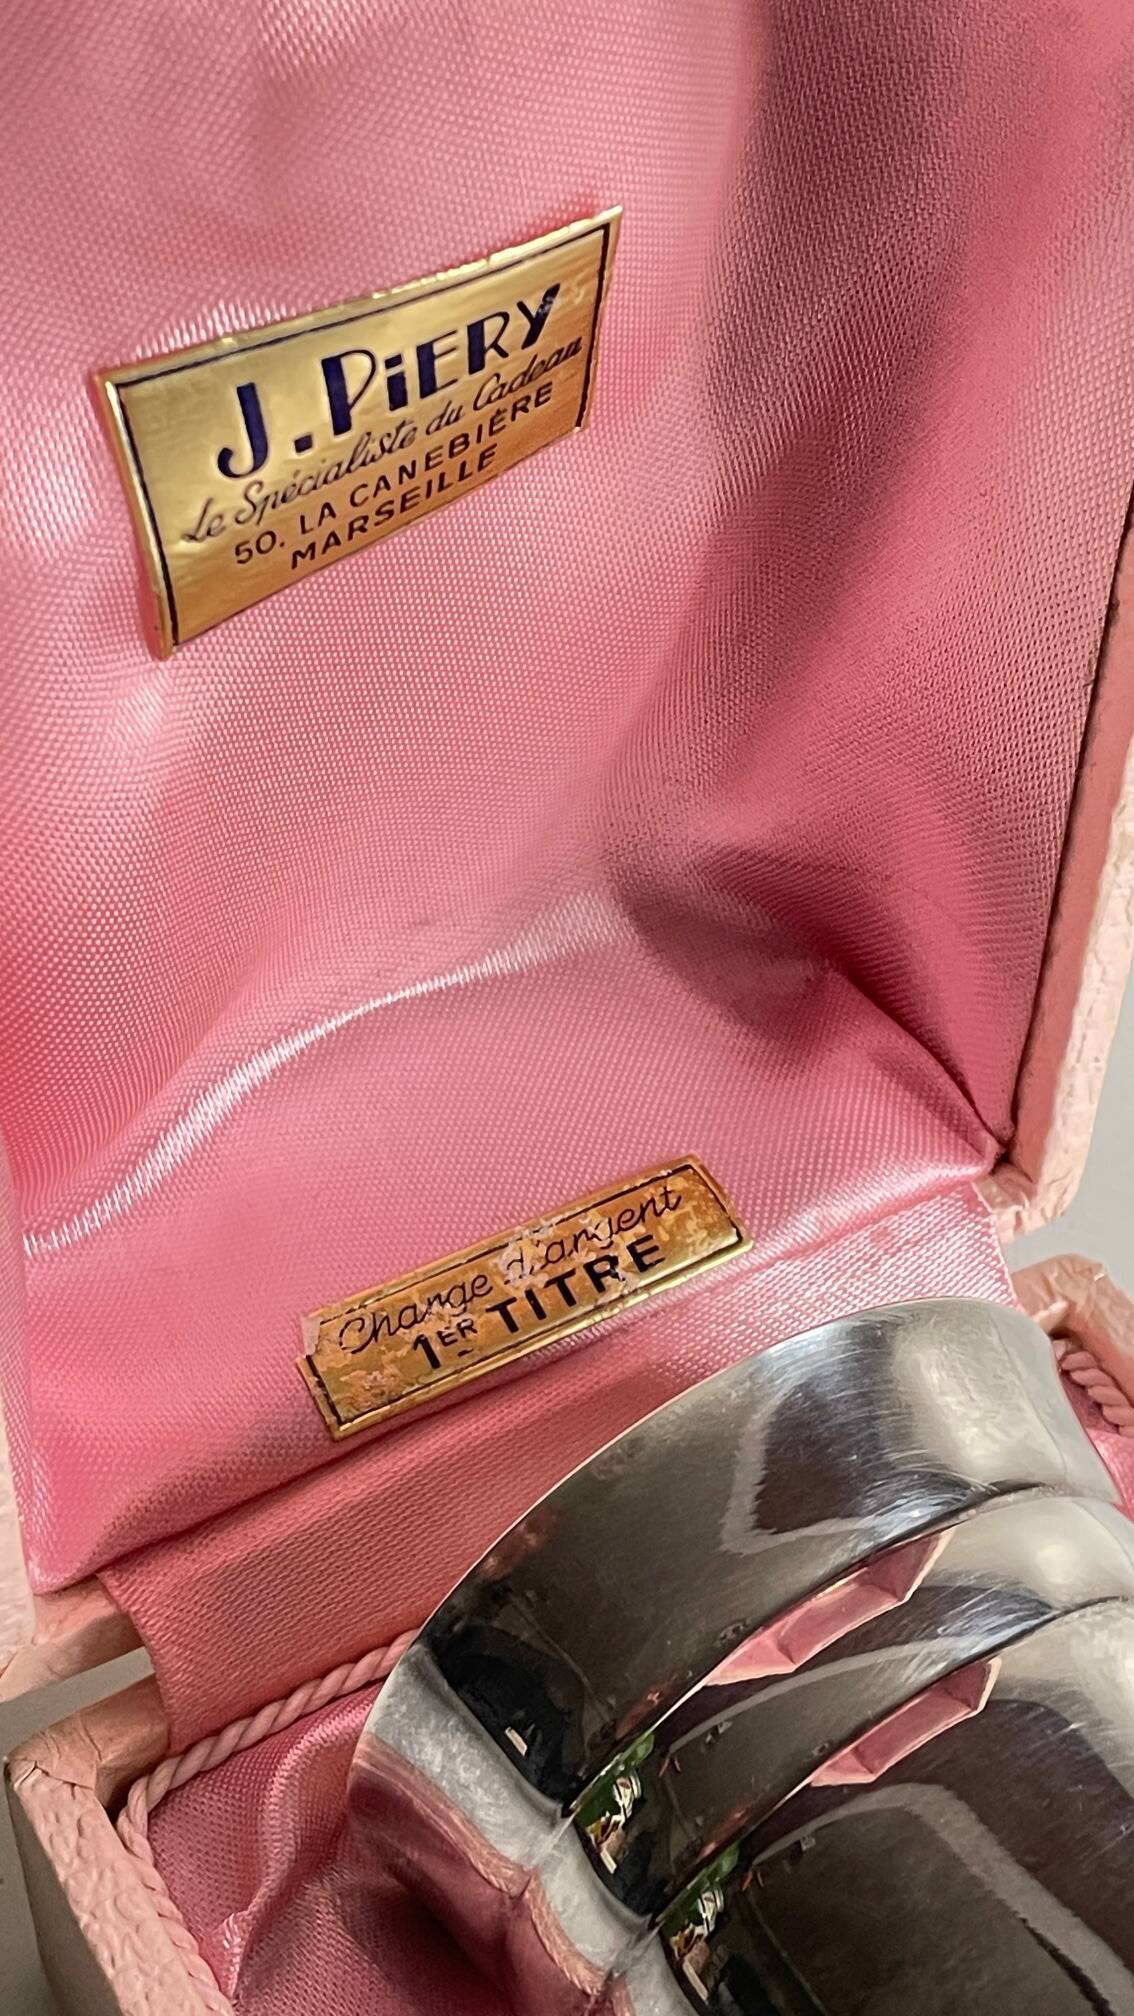 J. PiERY
Le Spécialiste du Cadeau
50. LA CANEBIÈRE
MARSEILLE
Change d'argent
1ER TITRE